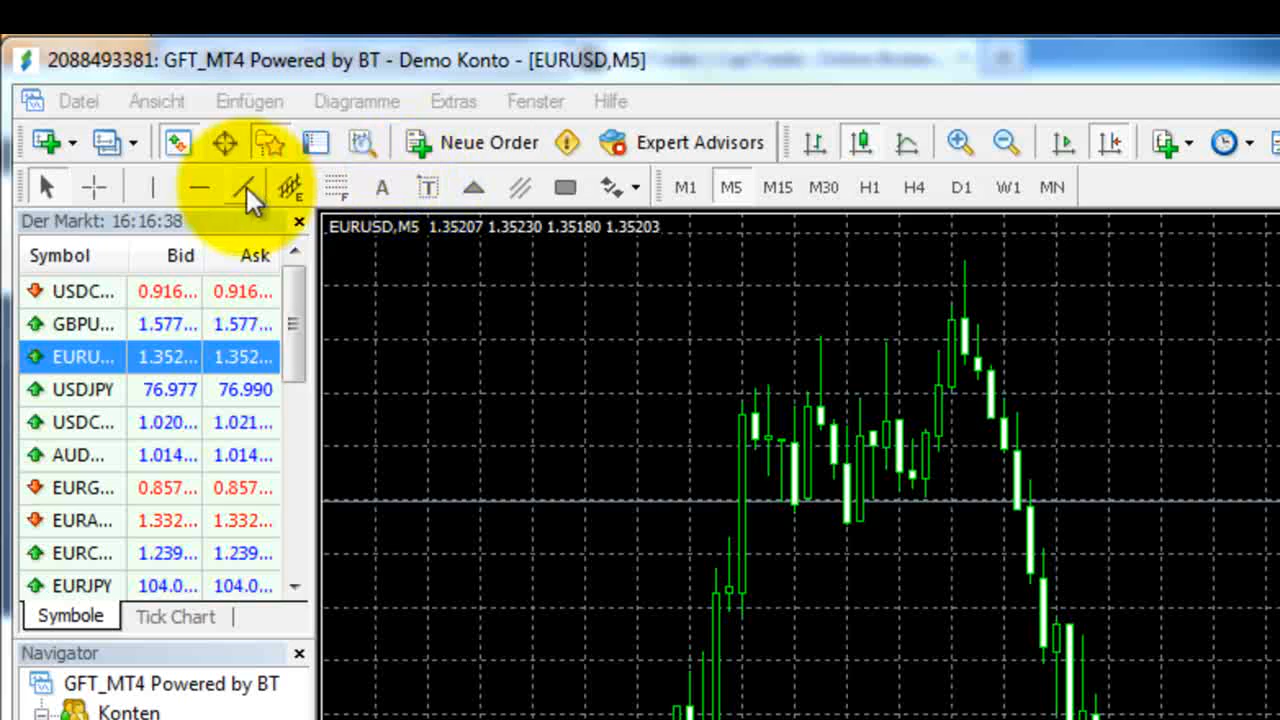 2088493381: GFT_MT4 Powered by BT - Demo Konto - [EURUSD,M5]
Datei Ansicht Einfügen Diagramme Extras Fenster Hilfe
Neue Order Expert Advisors
E F A T M1 M5 M15 M30 H1 H4 D1 W1 MN
Der Markt: 16:16:38
EURUSD,M5 1.35207 1.35230 1.35180 1.35203
Symbol Bid Ask
USDC... 0.916... 0.916...
GBPU... 1.577... 1.577...
EURU... 1.352... 1.352...
USDJPY 76.977 76.990
USDC... 1.020... 1.021...
AUD... 1.014... 1.014...
EURG... 0.857... 0.857...
EURA... 1.332... 1.332...
EURC... 1.239... 1.239...
EURJPY 104.0... 104.0...
Symbole Tick Chart
Navigator
GFT_MT4 Powered by BT
Konten